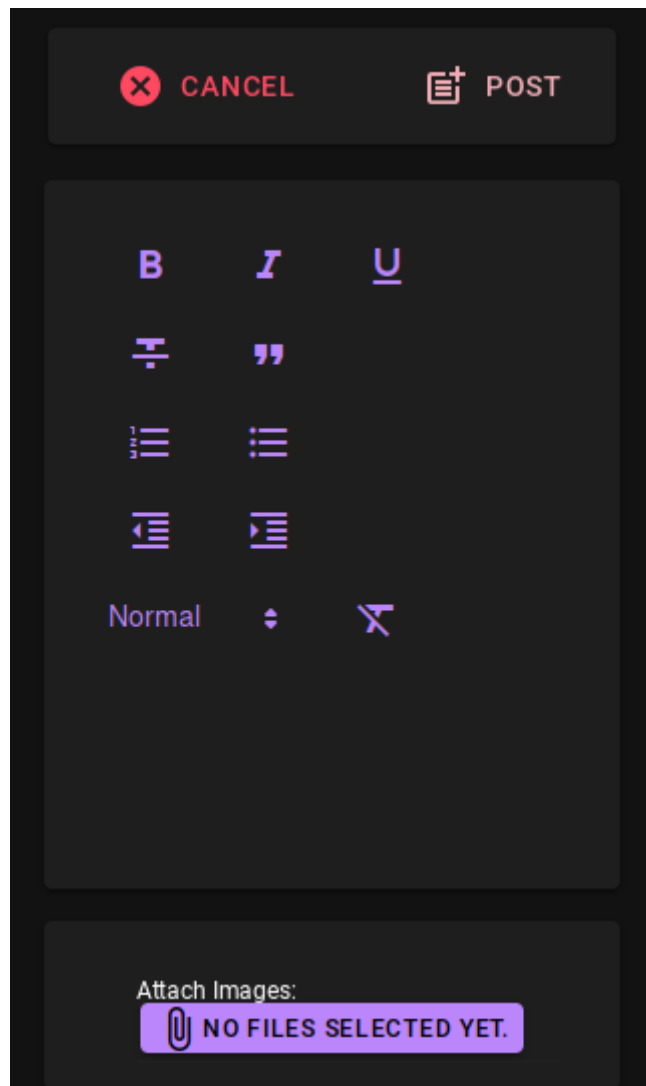 CANCEL POST
B I U
Normal
Attach Images:
NO FILES SELECTED YET.